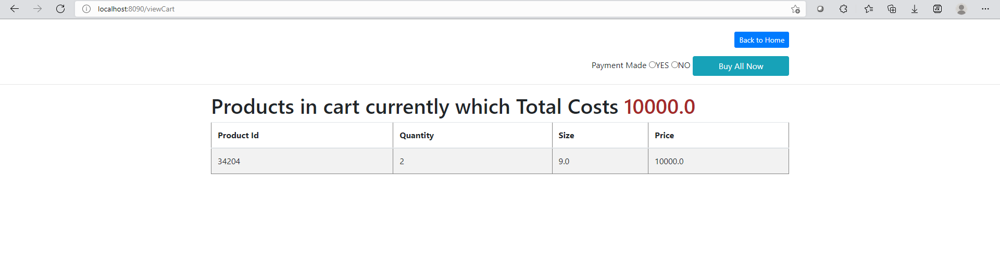 localhost:8090/viewCart
Back to Home
Payment Made YES NO Buy All Now
Products in cart currently which Total Costs 10000.0
Product Id Quantity Size Price
34204 2 9.0 10000.0